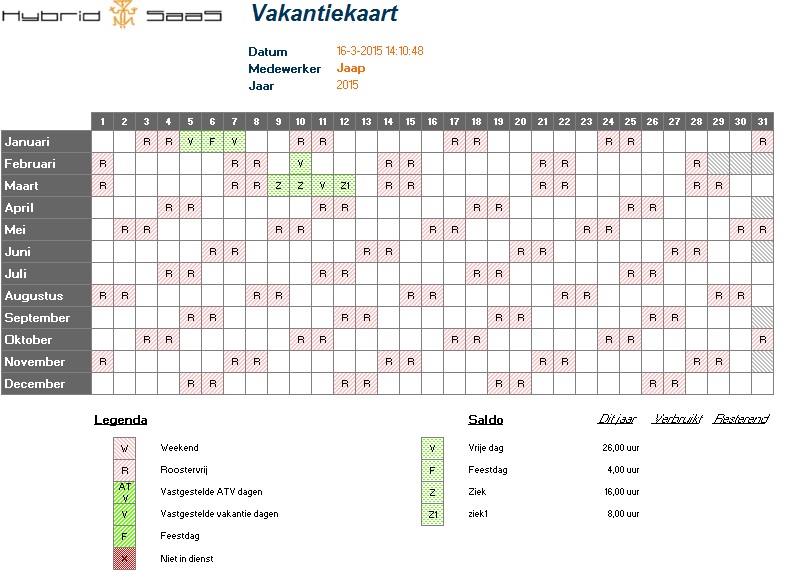 Hybrid SaaS
Vakantiekaart
Datum 16-3-2015 14:10:48
Medewerker Jaap
Jaar 2015
1 2 3 4 5 6 7 8 9 10 11 12 13 14 15 16 17 18 19 20 21 22 23 24 25 26 27 28 29 30 31
Januari R R V F V R R R R R R R
Februari R R R V R R R R R
Maart R R R Z Z V Z1 R R R R R R
April R R R R R R R R
Mei R R R R R R R R R R
Juni R R R R R R R R
Juli R R R R R R R R
Augustus R R R R R R R R R R
September R R R R R R R R
Oktober R R R R R R R R R
November R R R R R R R R R
December R R R R R R R R
Legenda Saldo Dit jaar Verbruikt Resterend
W Weekend V Vrije dag 26,00 uur
R Roostervrij F Feestdag 4,00 uur
AT
V Vastgestelde ATV dagen Z Ziek 16,00 uur
V Vastgestelde vakantie dagen Z1 ziek1 8,00 uur
F Feestdag
X Niet in dienst